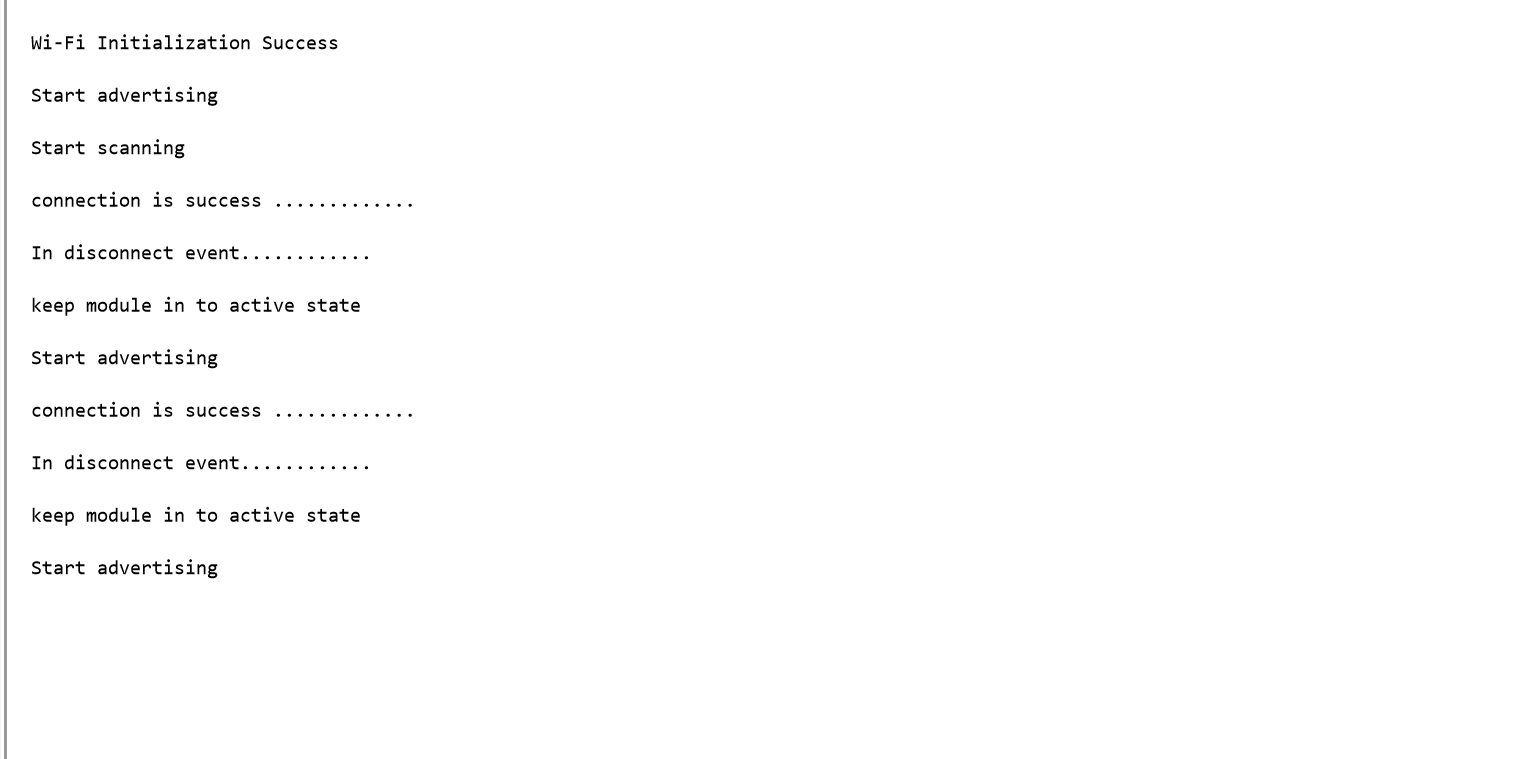 Wi-Fi Initialization Success
Start advertising
Start scanning
connection is success .............
In disconnect event............
keep module in to active state
Start advertising
connection is success .............
In disconnect event............
keep module in to active state
Start advertising